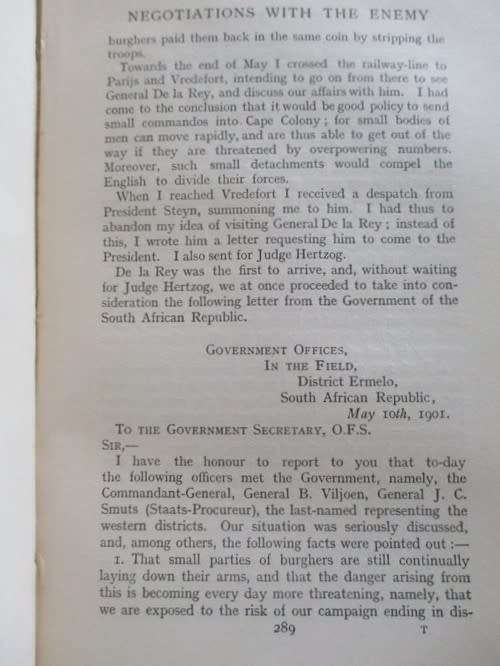 NEGOTIATIONS WITH THE ENEMY
burghers paid them back in the same coin by stripping the
troops.
Towards the end of May I crossed the railway-line to
Parijs and Vredefort, intending to go on from there to see
General De la Rey, and discuss our affairs with him. I had
come to the conclusion that it would be good policy to send
small commandos into Cape Colony; for small bodies of
men can move rapidly, and are thus able to get out of the
way if they are threatened by overpowering numbers.
Moreover, such small detachments would compel the
English to divide their forces.
When I reached Vredefort I received a despatch from
President Steyn, summoning me to him. I had thus to
abandon my idea of visiting General De la Rey; instead of
this, I wrote him a letter requesting him to come to the
President. I also sent for Judge Hertzog.
De la Rey was the first to arrive, and, without waiting
for Judge Hertzog, we at once proceeded to take into con-
sideration the following letter from the Government of the
South African Republic.
GOVERNMENT OFFICES,
IN THE FIELD,
District Ermelo,
South African Republic,
May 10th, 1901.
TO THE GOVERNMENT SECRETARY, O.F.S.
SIR,—
I have the honour to report to you that to-day
the following officers met the Government, namely, the
Commandant-General, General B. Viljoen, General J. C.
Smuts (Staats-Procureur), the last-named representing the
western districts. Our situation was seriously discussed,
and, among others, the following facts were pointed out :—
1. That small parties of burghers are still continually
laying down their arms, and that the danger arising from
this is becoming every day more threatening, namely, that
we are exposed to the risk of our campaign ending in dis-
289 T